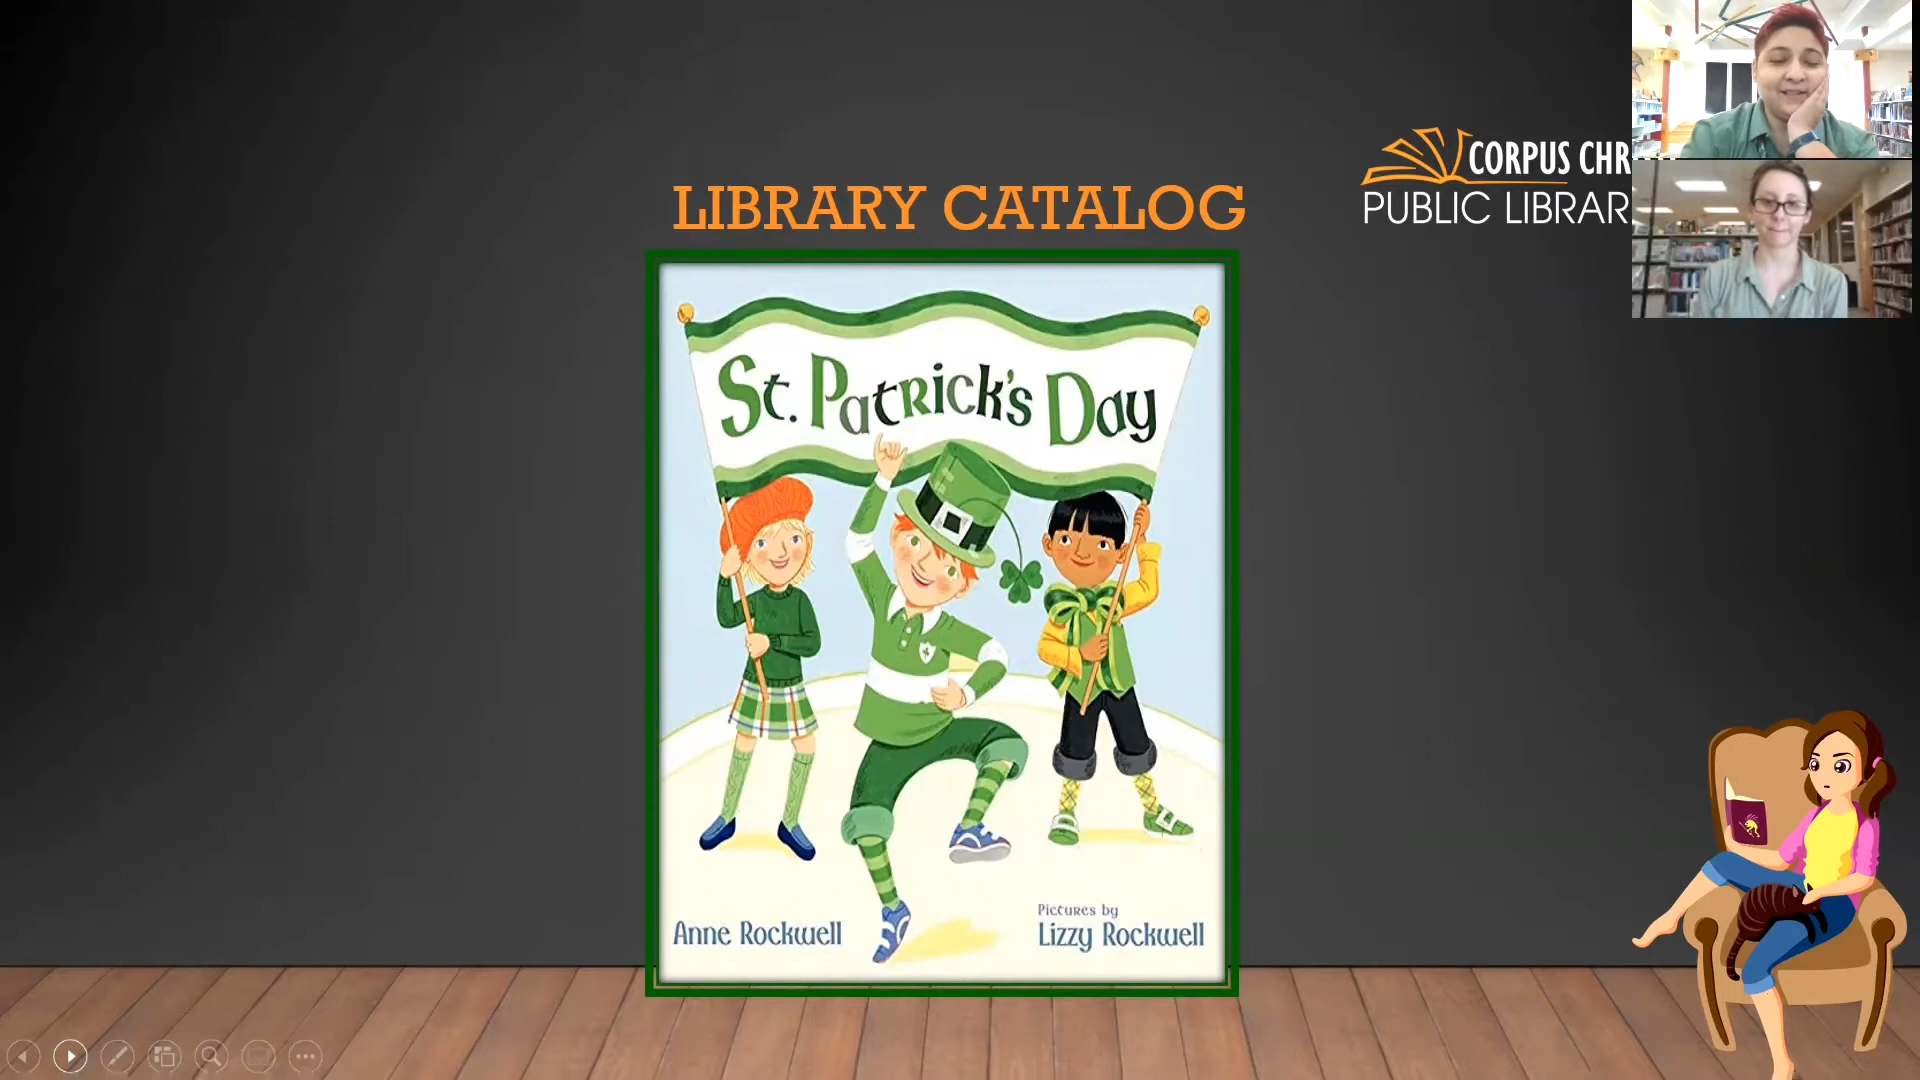 CORPUS CHR
PUBLIC LIBRAR
LIBRARY CATALOG
St. Patrick's Day
Pictures by
Anne Rockwell
Lizzy Rockwell